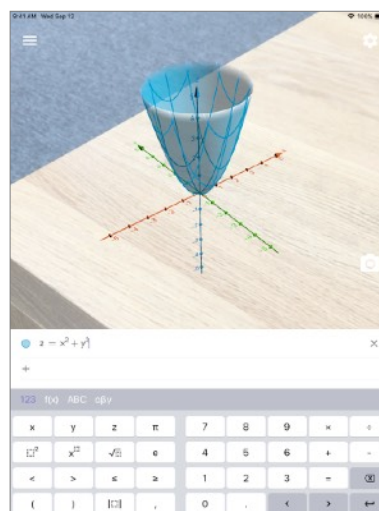 9:41 AM Wed Sep 12 100%
z = x² + y²
+
123 f(x) ABC αβγ
x y z π 7 8 9 × ÷
√ e 4 5 6 + -
< > ≤ ≥ 1 2 3 =
( ) , 0 . < >